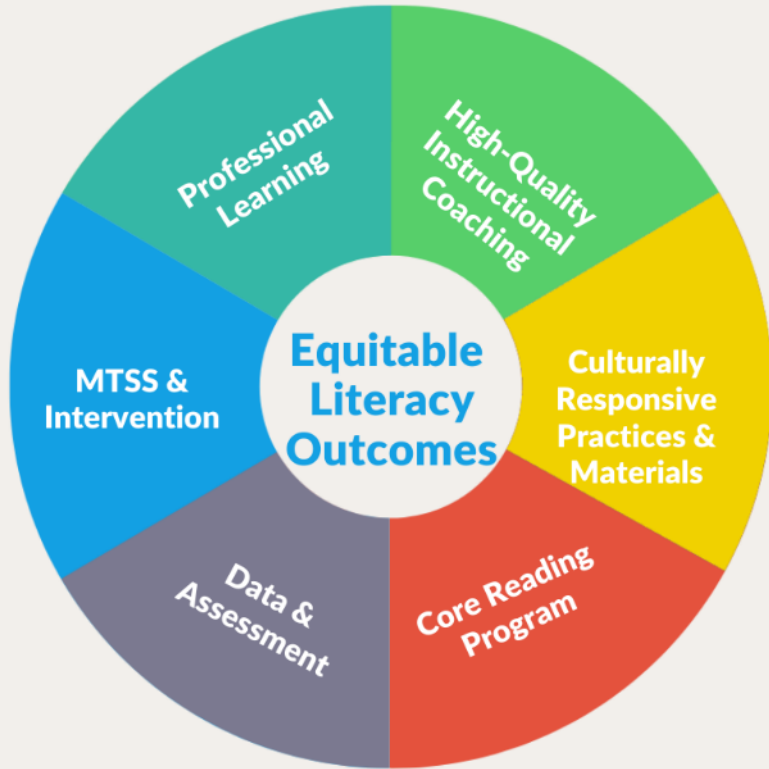 Professional
Learning
High-Quality
Instructional
Coaching
MTSS &
Intervention
Equitable
Literacy
Outcomes
Culturally
Responsive
Practices &
Materials
Data &
Assessment
Core Reading
Program